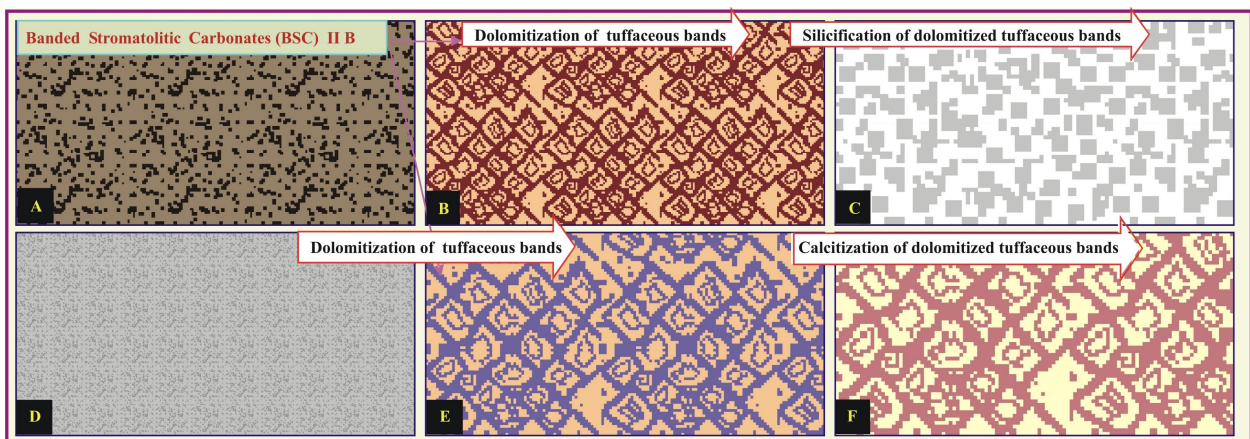 Banded Stromatolitic Carbonates (BSC) II B
Dolomitization of tuffaceous bands
Silicification of dolomitized tuffaceous bands
A
B
C
Dolomitization of tuffaceous bands
Calcitization of dolomitized tuffaceous bands
D
E
F